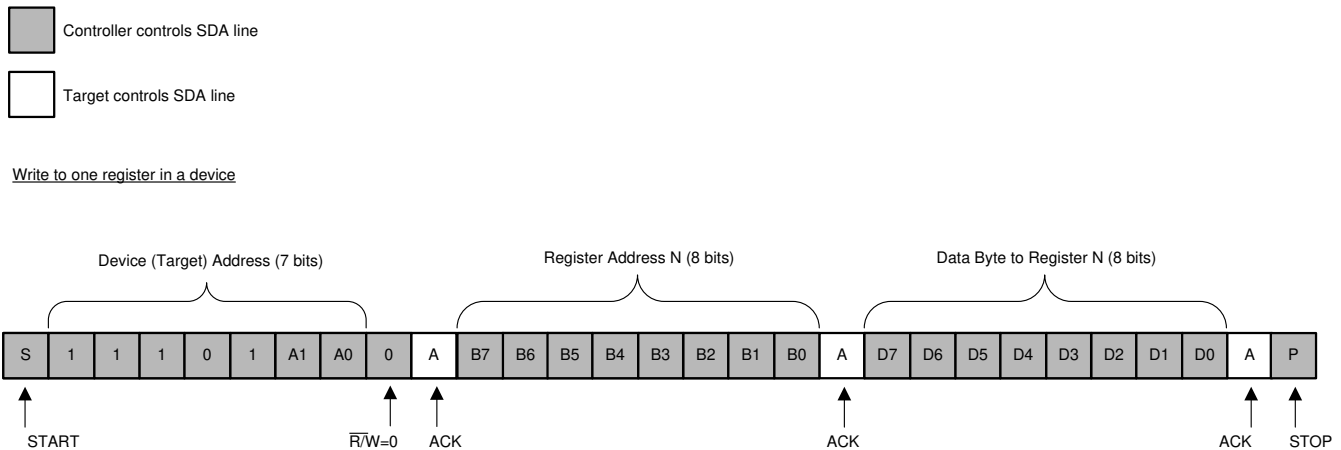 Controller controls SDA line
Target controls SDA line
Write to one register in a device
Device (Target) Address (7 bits) Register Address N (8 bits) Data Byte to Register N (8 bits)
S 1 1 1 0 1 A1 A0 0 A B7 B6 B5 B4 B3 B2 B1 B0 A D7 D6 D5 D4 D3 D2 D1 D0 A P
START R̅/̅W=0 ACK ACK ACK STOP